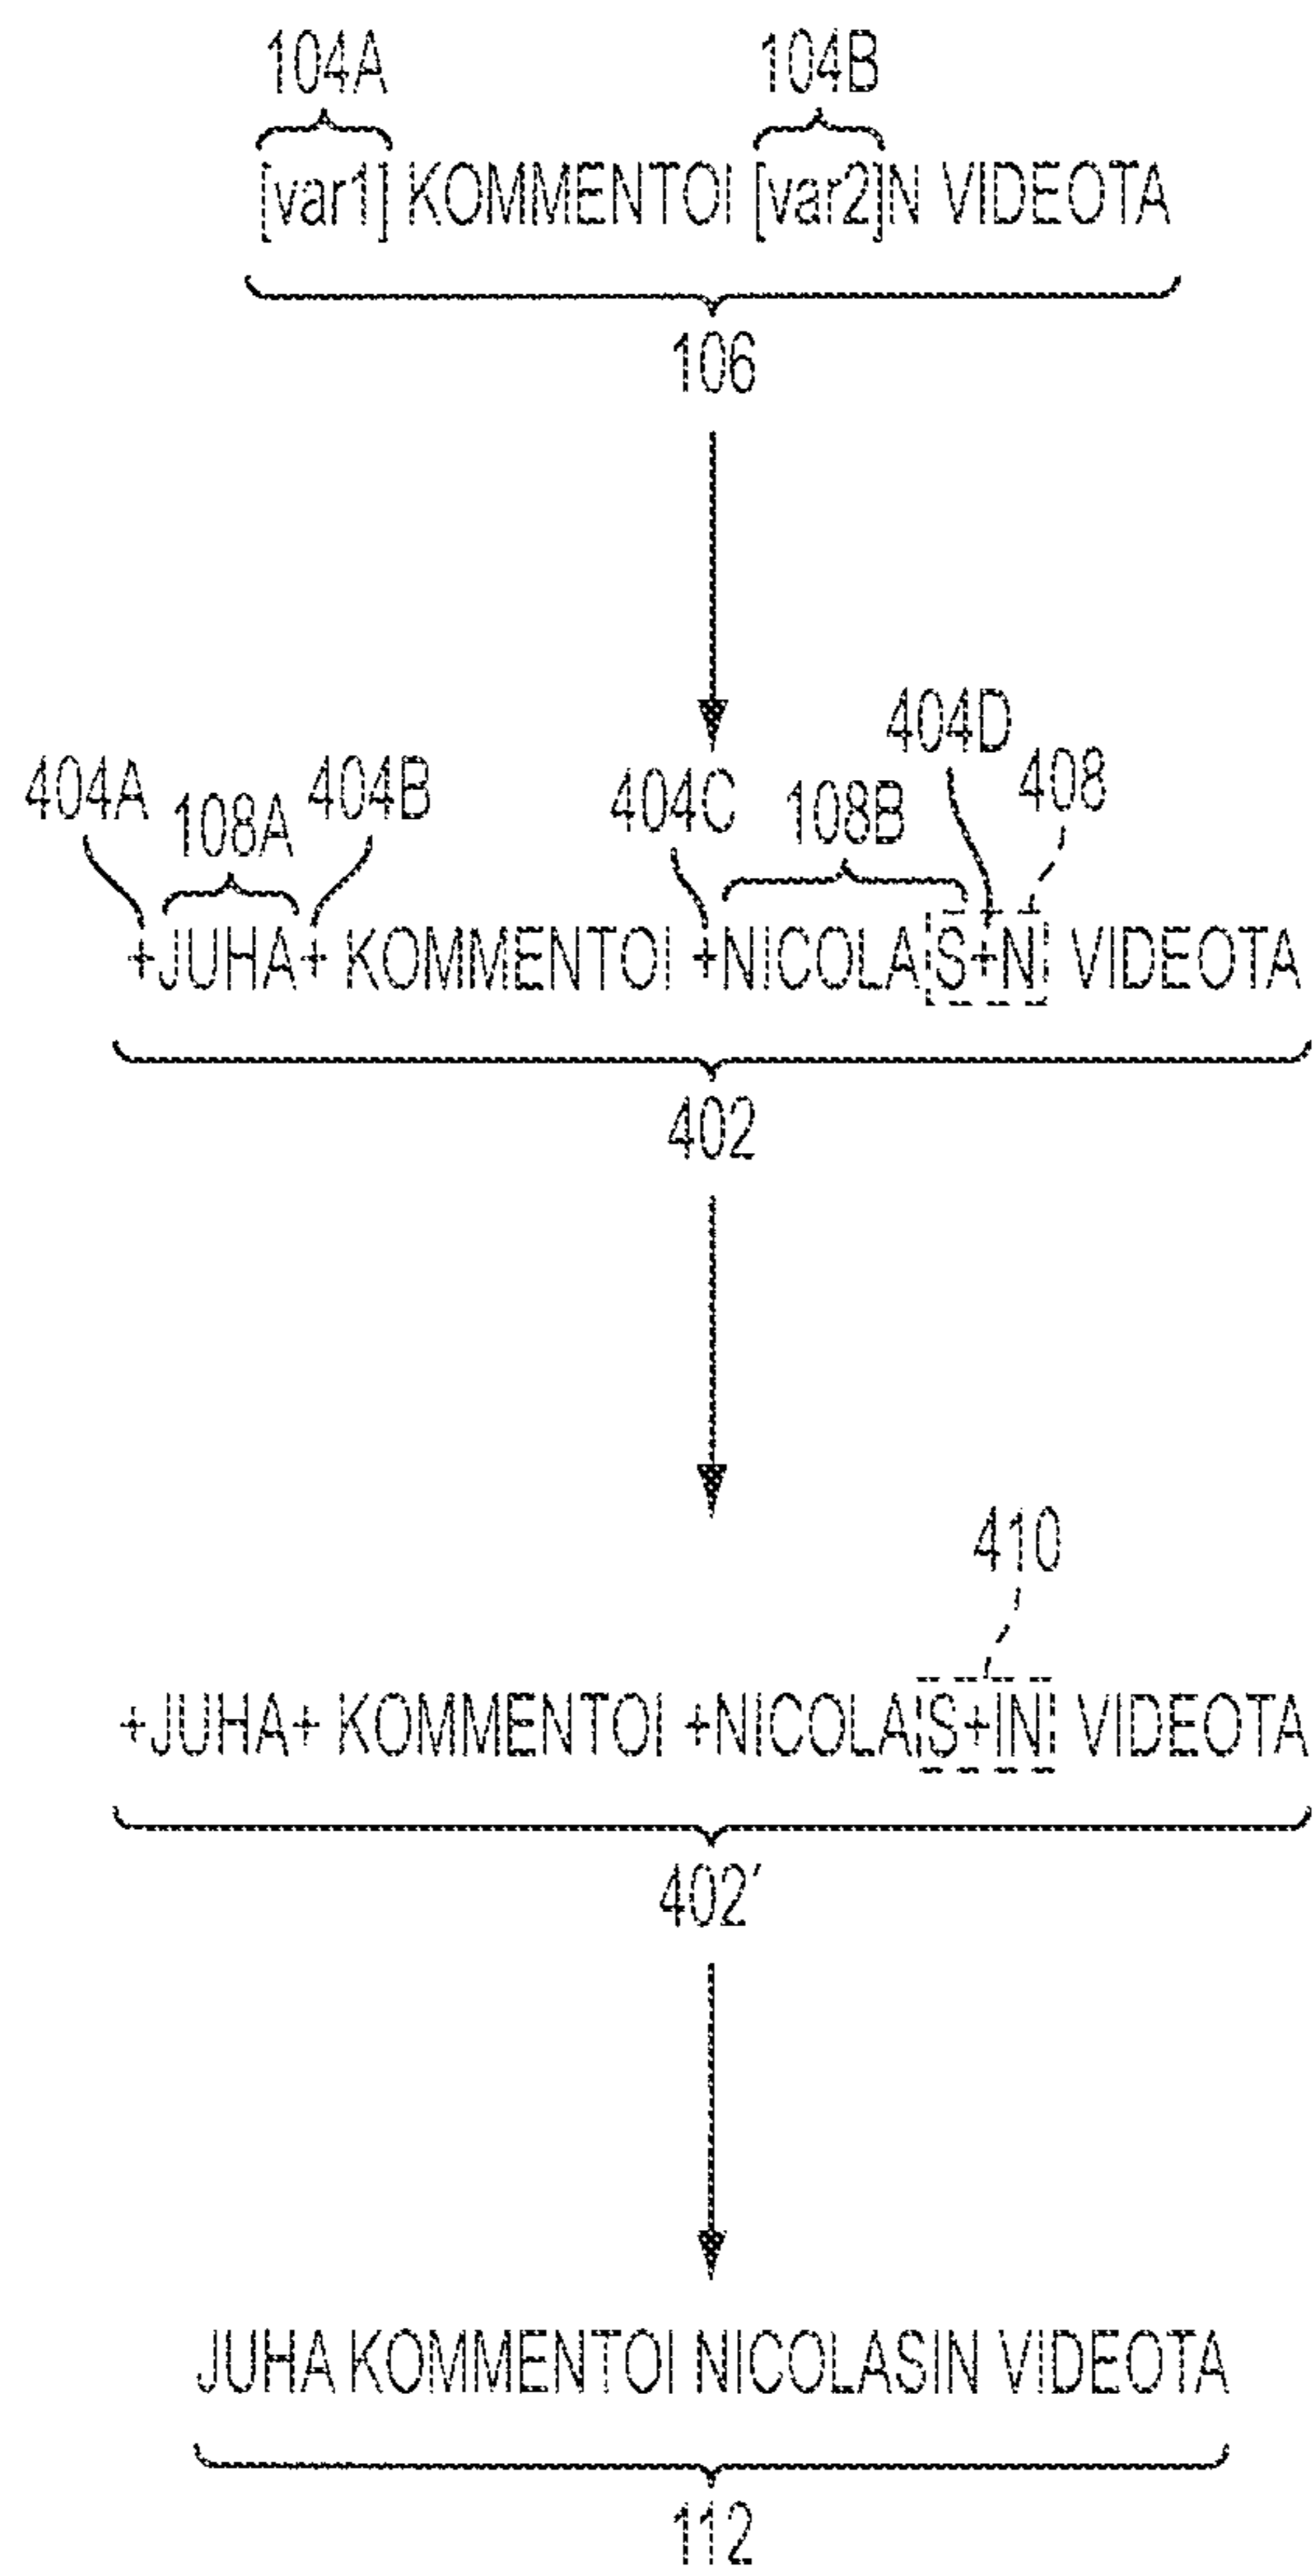 104A 104B
[var1] KOMMENTOI [var2]N VIDEOTA
106
404D
404A 108A 404B 404C 108B 408
+JUHA+ KOMMENTOI +NICOLAS+N VIDEOTA
402
410
+JUHA+ KOMMENTOI +NICOLAS+IN VIDEOTA
402'
JUHA KOMMENTOI NICOLASIN VIDEOTA
112